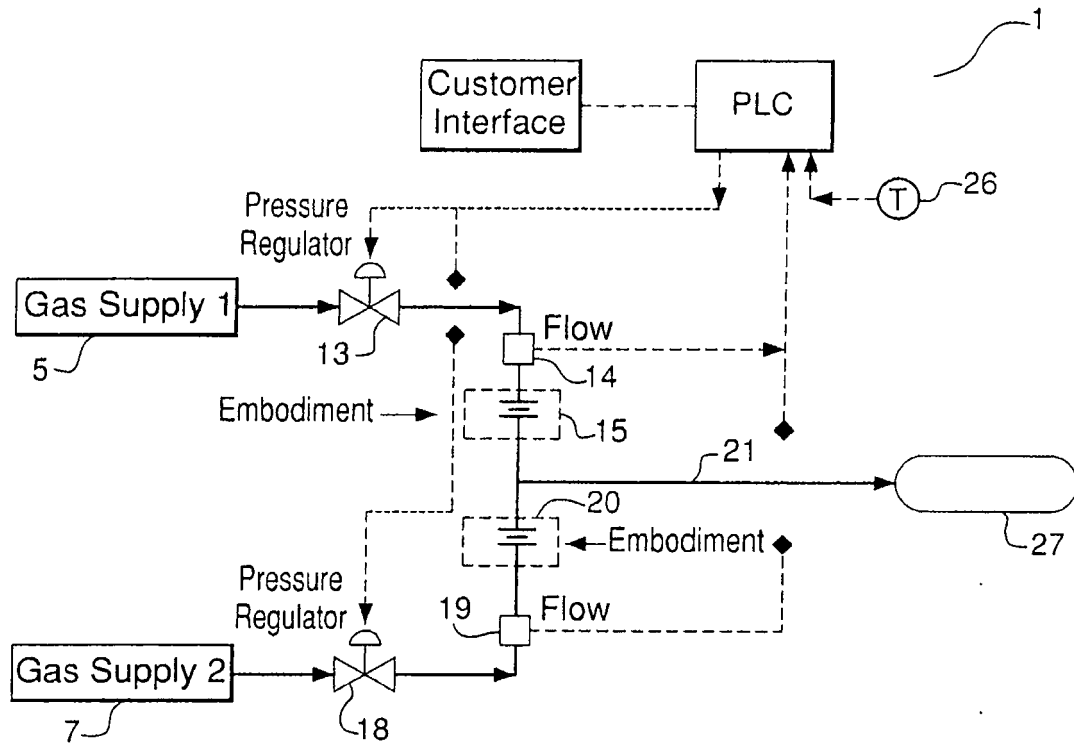 1
Customer
Interface
PLC
T
26
Pressure
Regulator
Gas Supply 1
5
13
Flow
14
Embodiment
15
21
20
Embodiment
27
Pressure
Regulator
19
Flow
Gas Supply 2
7
18